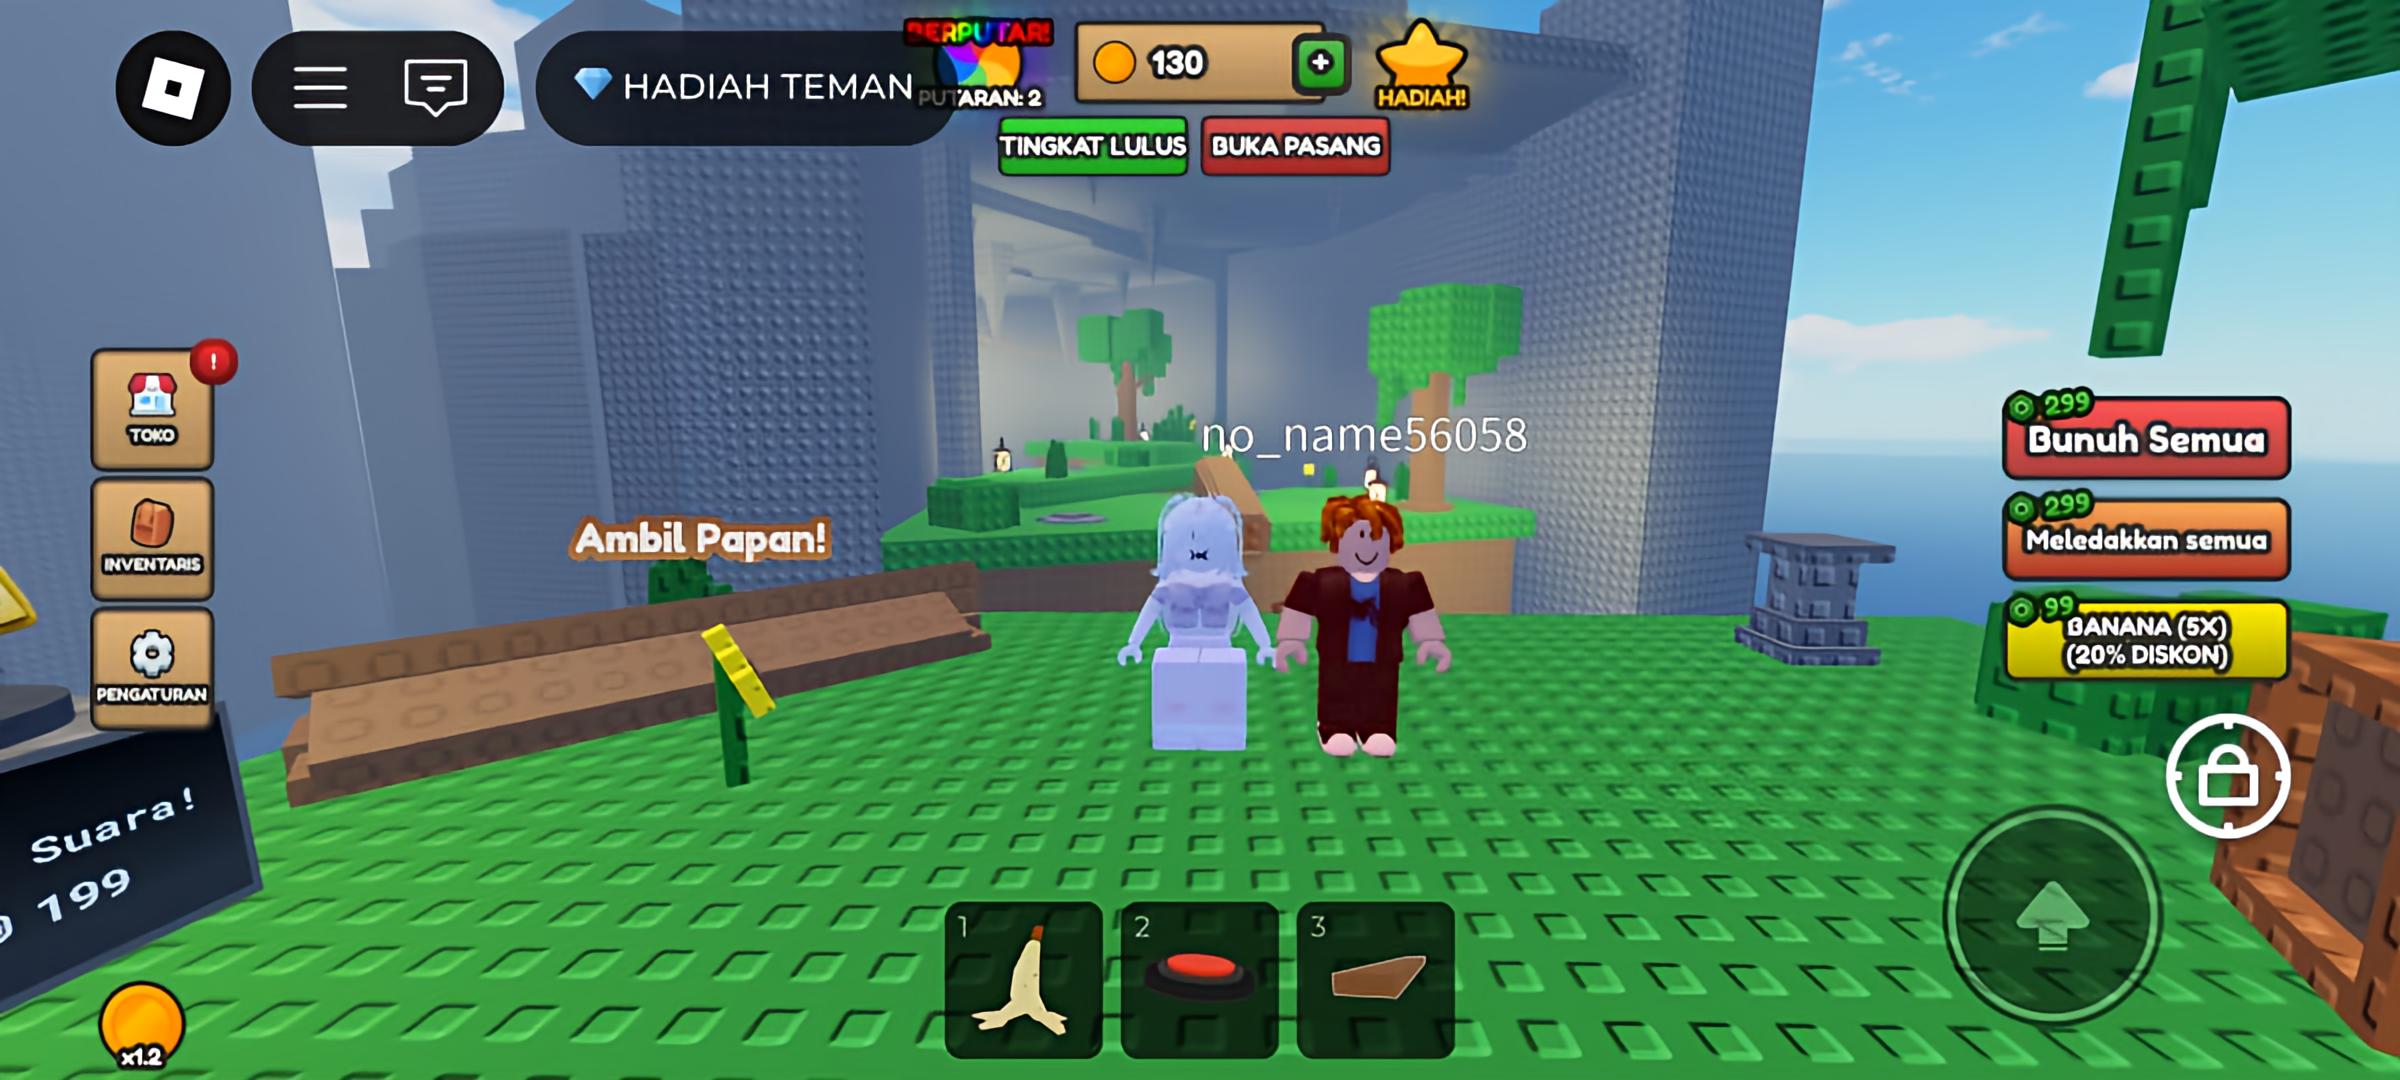 BERPUTAR!
HADIAH TEMAN
PUTARAN: 2
130
+
HADIAH!
TINGKAT LULUS
BUKA PASANG
!
TOKO
INVENTARIS
PENGATURAN
no_name56058
Ambil Papan!
299
Bunuh Semua
299
Meledakkan semua
99
BANANA (5X)
(20% DISKON)
Suara!
199
1
2
3
x1.2